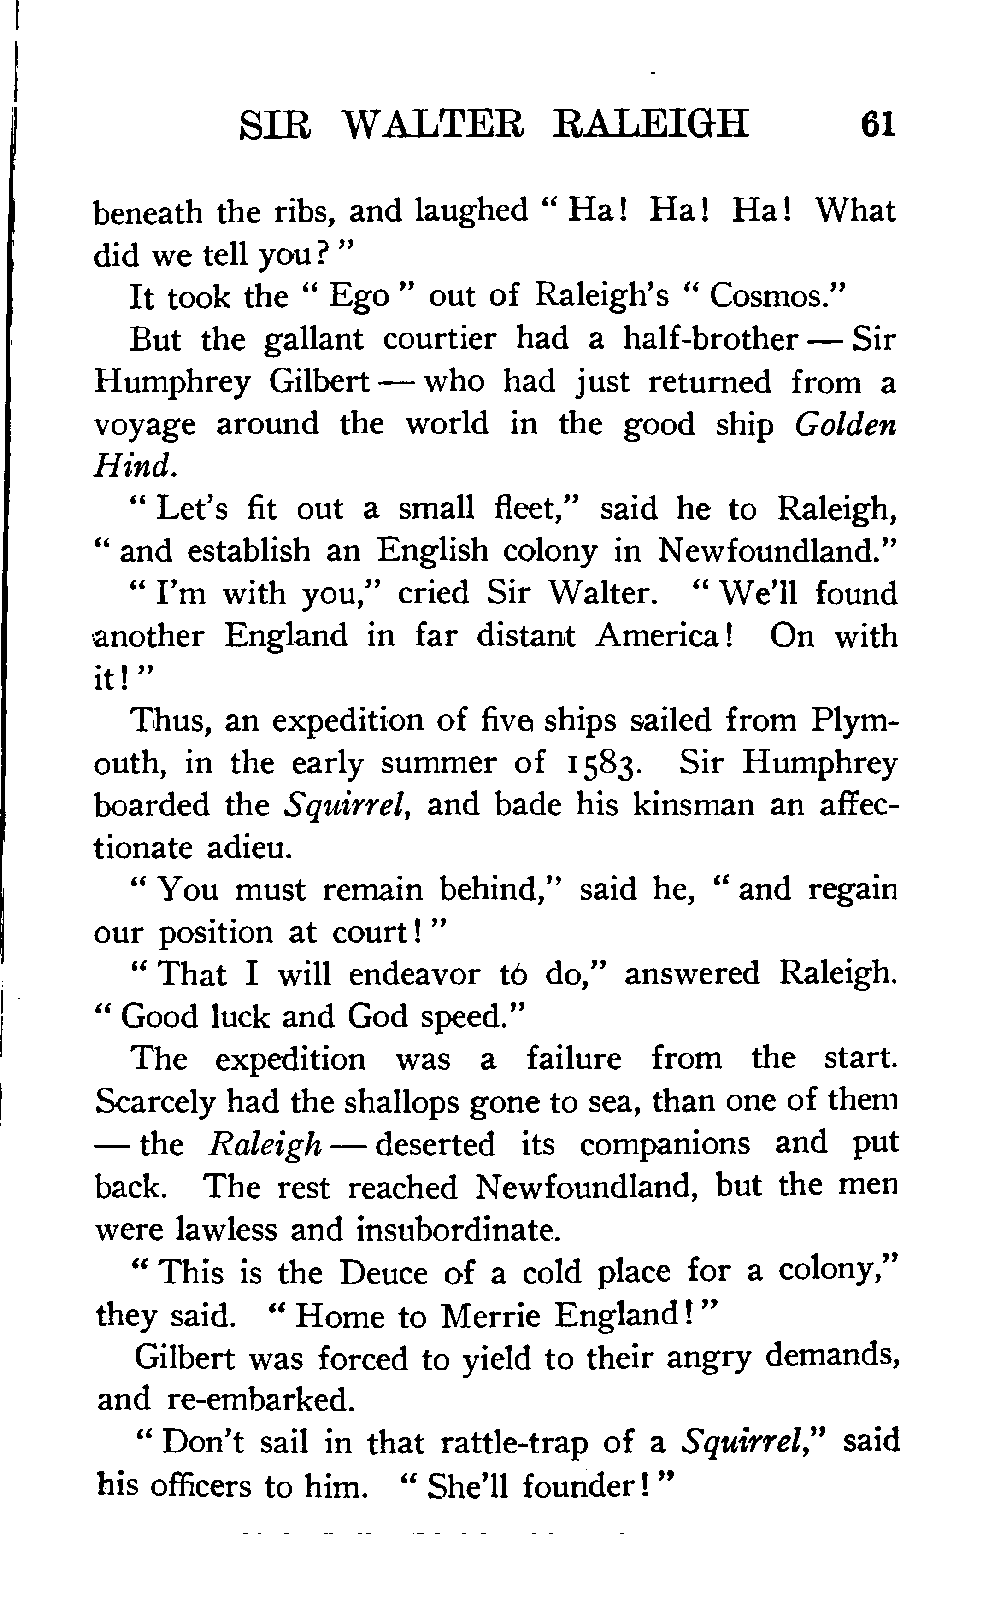 SIR WALTER RALEIGH 61
beneath the ribs, and laughed “ Ha! Ha! Ha! What
did we tell you? ”
It took the “ Ego ” out of Raleigh's “ Cosmos.”
But the gallant courtier had a half-brother — Sir
Humphrey Gilbert — who had just returned from a
voyage around the world in the good ship Golden
Hind.
“ Let's fit out a small fleet,” said he to Raleigh,
“ and establish an English colony in Newfoundland.”
“ I'm with you,” cried Sir Walter. “ We'll found
another England in far distant America! On with
it! ”
Thus, an expedition of five ships sailed from Plym-
outh, in the early summer of 1583. Sir Humphrey
boarded the Squirrel, and bade his kinsman an affec-
tionate adieu.
“ You must remain behind,” said he, “ and regain
our position at court! ”
“ That I will endeavor to do,” answered Raleigh.
“ Good luck and God speed.”
The expedition was a failure from the start.
Scarcely had the shallops gone to sea, than one of them
— the Raleigh — deserted its companions and put
back. The rest reached Newfoundland, but the men
were lawless and insubordinate.
“ This is the Deuce of a cold place for a colony,”
they said. “ Home to Merrie England! ”
Gilbert was forced to yield to their angry demands,
and re-embarked.
“ Don't sail in that rattle-trap of a Squirrel,” said
his officers to him. “ She'll founder! ”